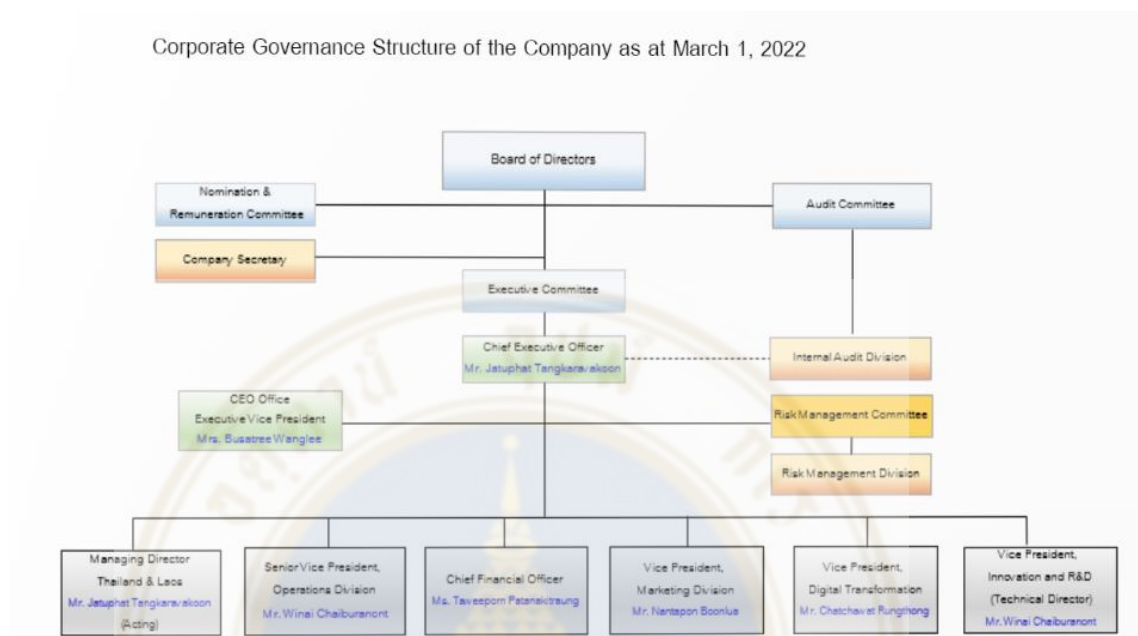 Corporate Governance Structure of the Company as at March 1, 2022
Board of Directors
Nomination &
Remuneration Committee
Audit Committee
Company Secretary
Executive Committee
Chief Executive Officer
Mr. Jatuphat Tangkaravakoon
Internal Audit Division
CEO Office
Executive Vice President
Mrs. Busatree Wanglee
Risk Management Committee
Risk Management Division
Managing Director
Thailand & Laos
Mr. Jatuphat Tangkaravakoon
(Acting)
Senior Vice President,
Operations Division
Mr. Winai Chaiburanont
Chief Financial Officer
Ms. Taweeporn Patanakitraung
Vice President,
Marketing Division
Mr. Nantapon Boonlua
Vice President,
Digital Transformation
Mr. Chatchawat Rungthong
Vice President,
Innovation and R&D
(Technical Director)
Mr. Winai Chaiburanont